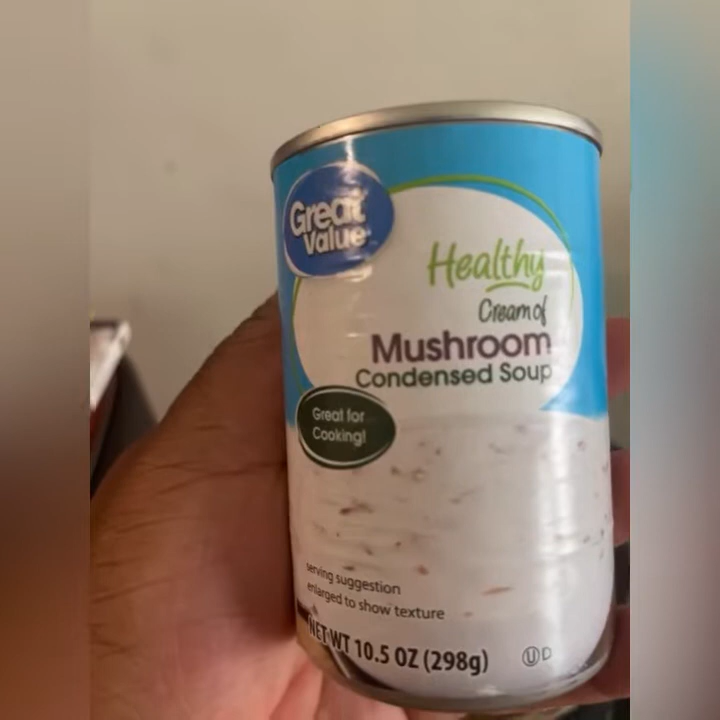 Great
Value
Healthy
Cream of
Mushroom
Condensed Soup
Great for
Cooking!
serving suggestion
enlarged to show texture
NET WT 10.5 OZ (298g)
U D